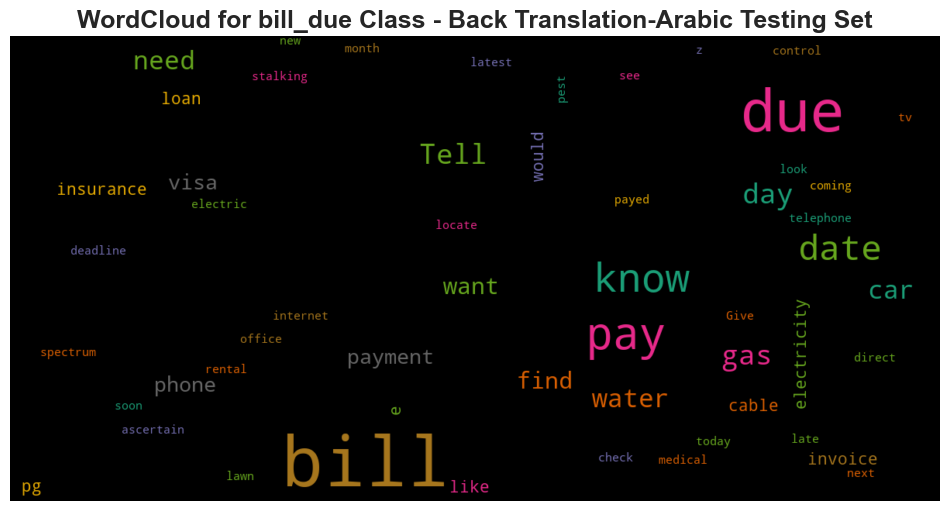 WordCloud for bill_due Class - Back Translation-Arabic Testing Set
new
month
z
control
need
latest
stalking
see
pest
loan
due
tv
Tell
would
look
visa
insurance
coming
day
electric
payed
telephone
locate
deadline
date
know
want
car
internet
Give
office
pay
spectrum
payment
gas
electricity
direct
rental
phone
find
water
soon
cable
e
ascertain
today
late
bill
check
medical
invoice
lawn
next
pg
like